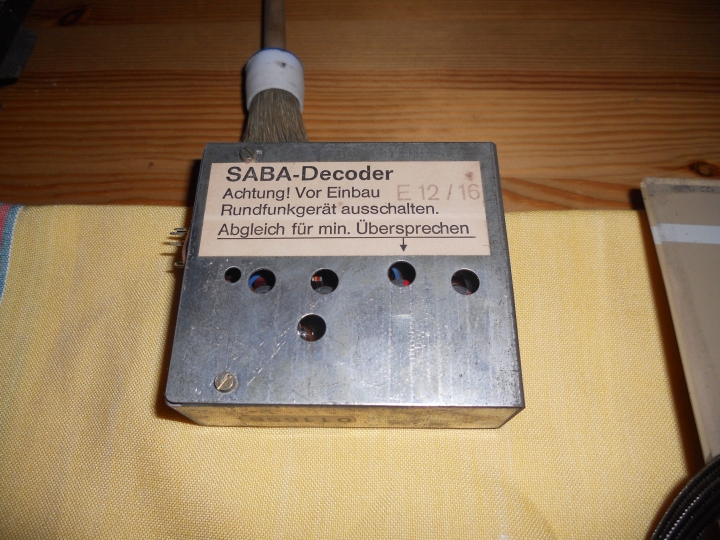 SABA-Decoder
Achtung! Vor Einbau E 12/16
Rundfunkgerät ausschalten.
Abgleich für min. Übersprechen